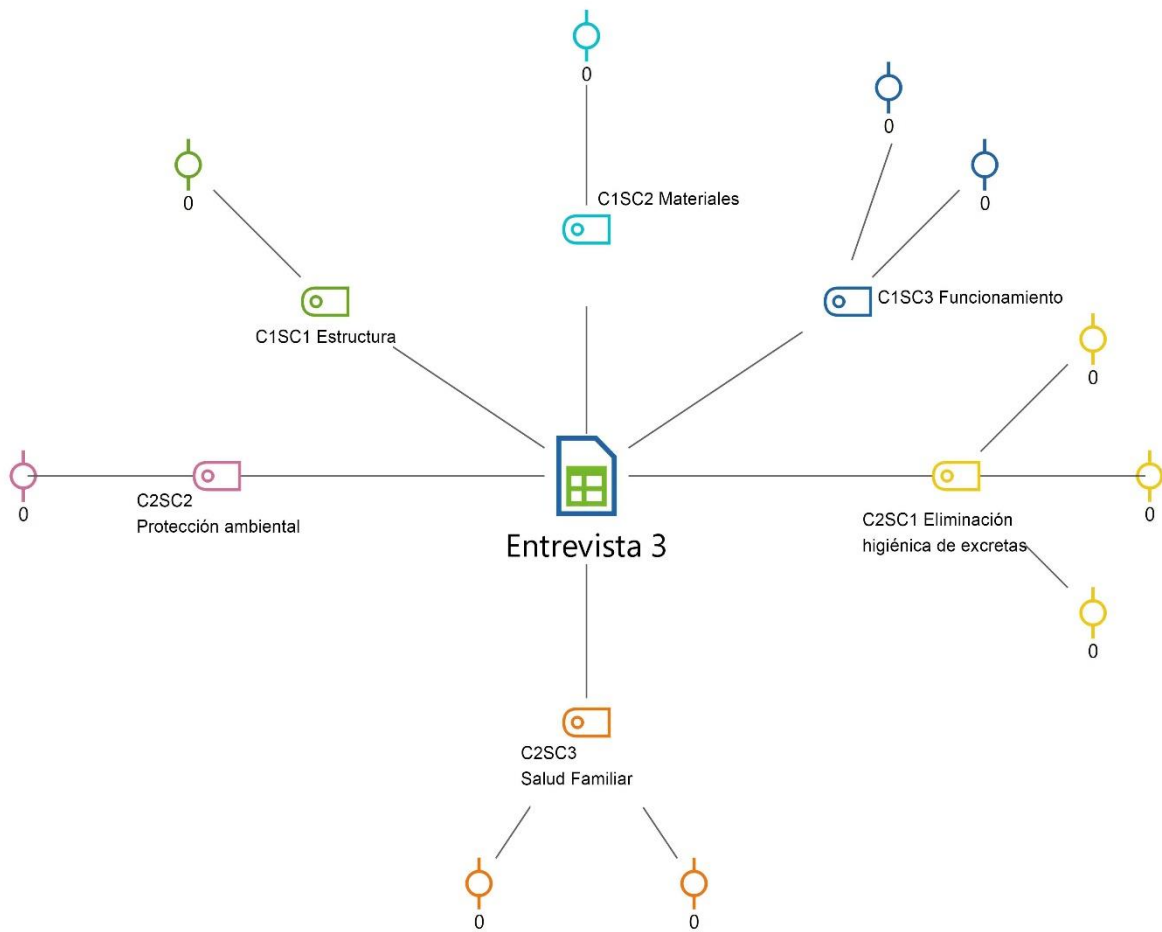 0
0
0
0
C1SC2 Materiales
C1SC3 Funcionamiento
C1SC1 Estructura
0
0
0
C2SC2
Protección ambiental
C2SC1 Eliminación
higiénica de excretas
Entrevista 3
0
C2SC3
Salud Familiar
0
0